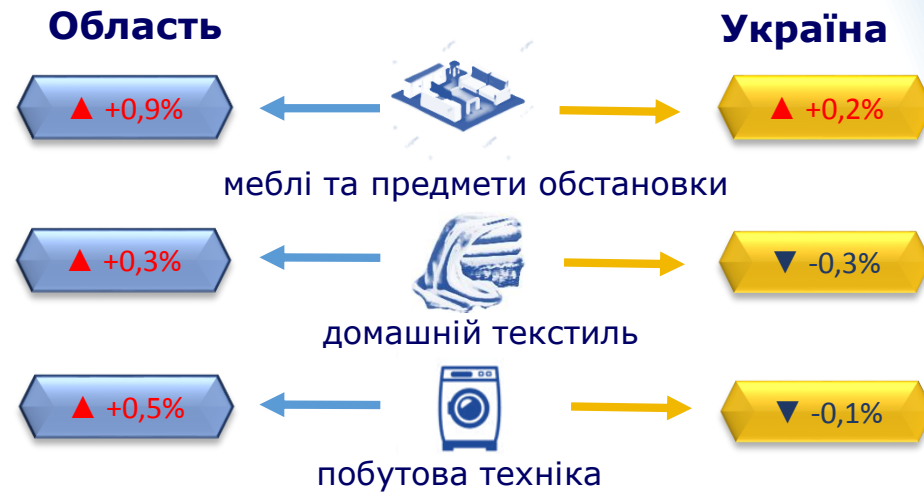 Область
Україна
▲ +0,9%
▲ +0,2%
меблі та предмети обстановки
▲ +0,3%
▼ -0,3%
домашній текстиль
▲ +0,5%
▼ -0,1%
побутова техніка